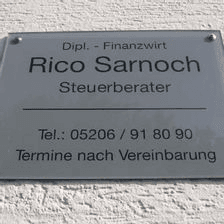 Dipl. - Finanzwirt
Rico Sarnoch
Steuerberater
Tel.: 05206 / 91 80 90
Termine nach Vereinbarung